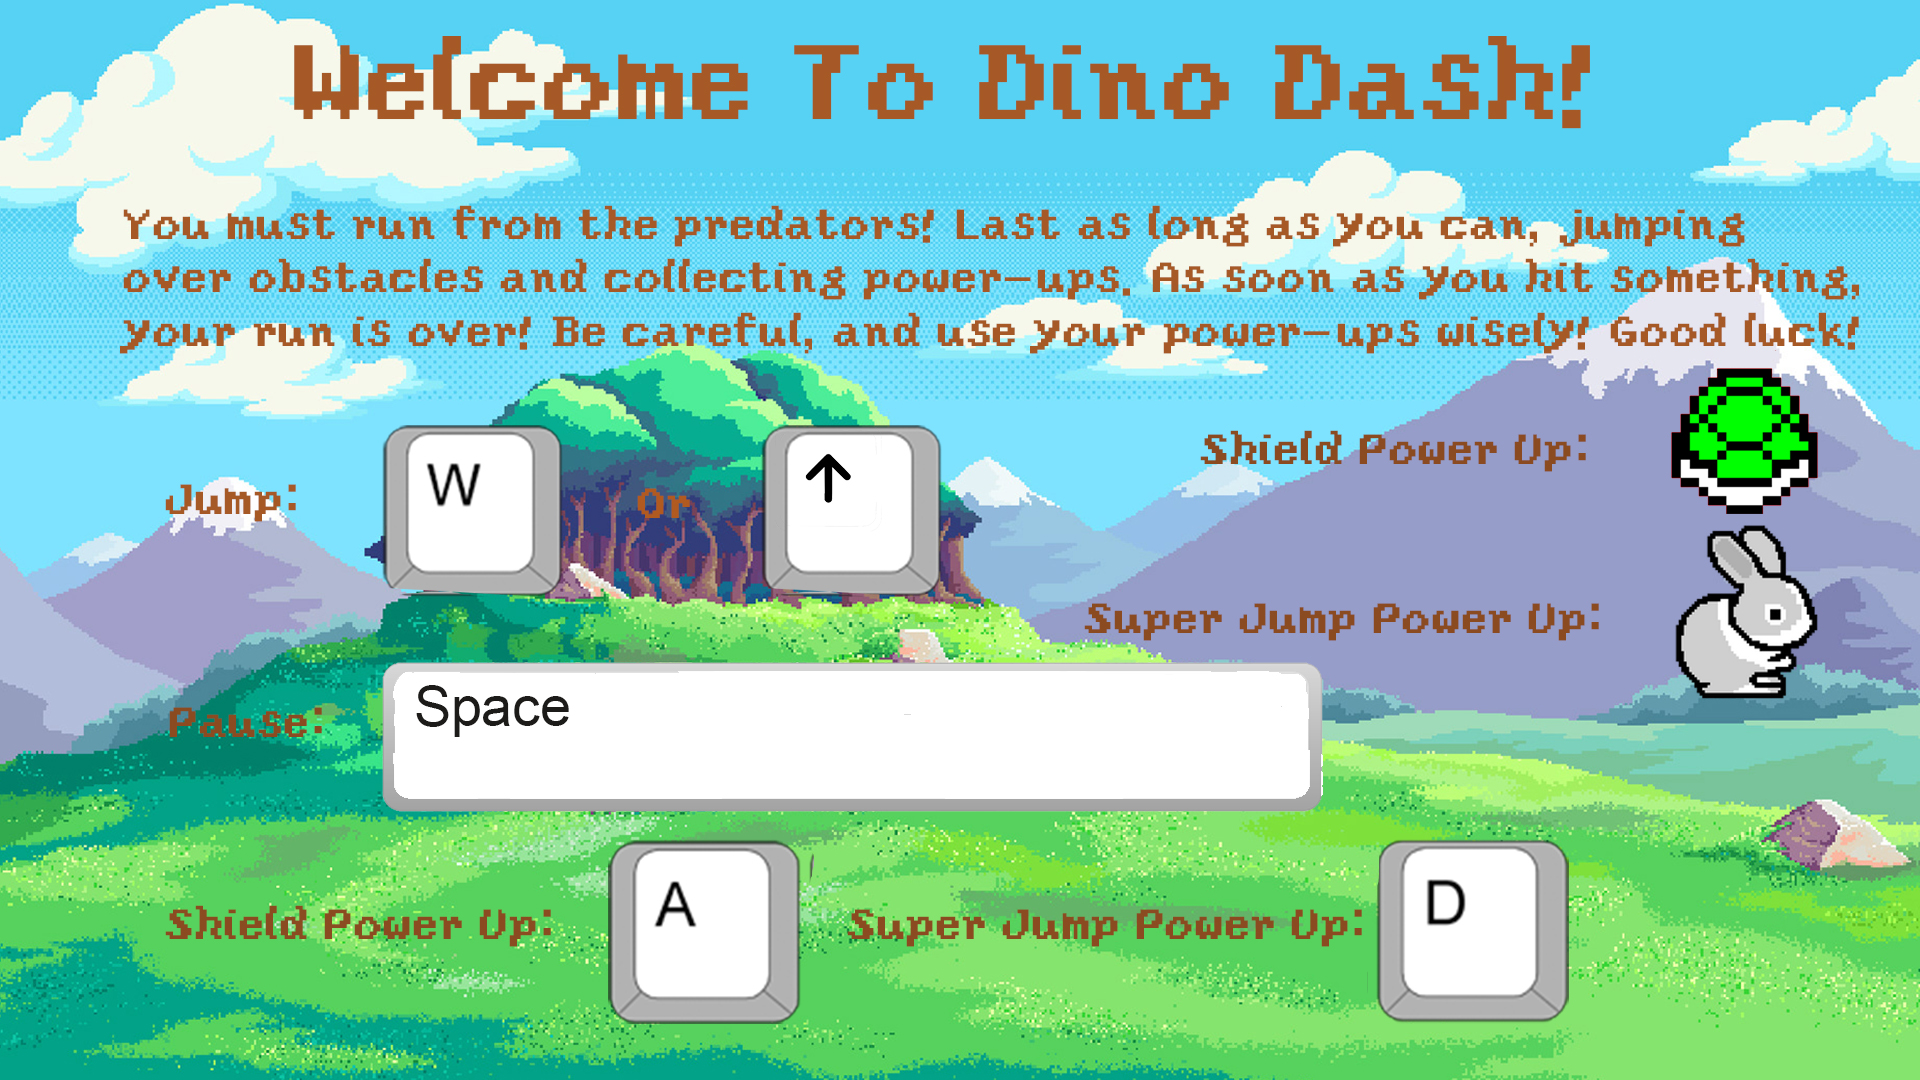 Welcome To Dino Dash!
You must run from the predators! Last as long as you can, jumping
over obstacles and collecting power-ups. As soon as you hit something,
your run is over! Be careful, and use your power-ups wisely! Good luck!
Shield Power Up:
Jump: W Or ↑
Super Jump Power Up:
Pause: Space
Shield Power Up: A Super Jump Power Up: D